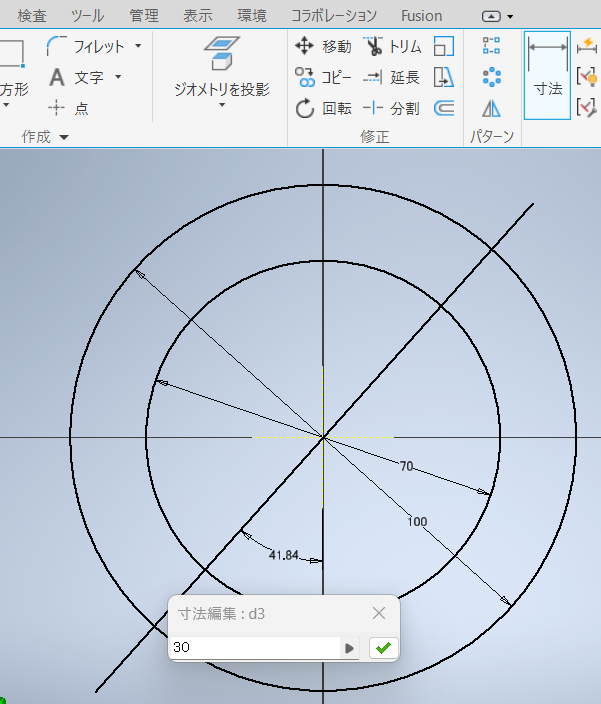 検査 ツール 管理 表示 環境 コラボレーション Fusion
フィレット 移動 トリム
方形 文字 ジオメトリを投影 コピー 延長 寸法
点 回転 分割
作成 修正 パターン
70
100
41.84
寸法編集 : d3
30